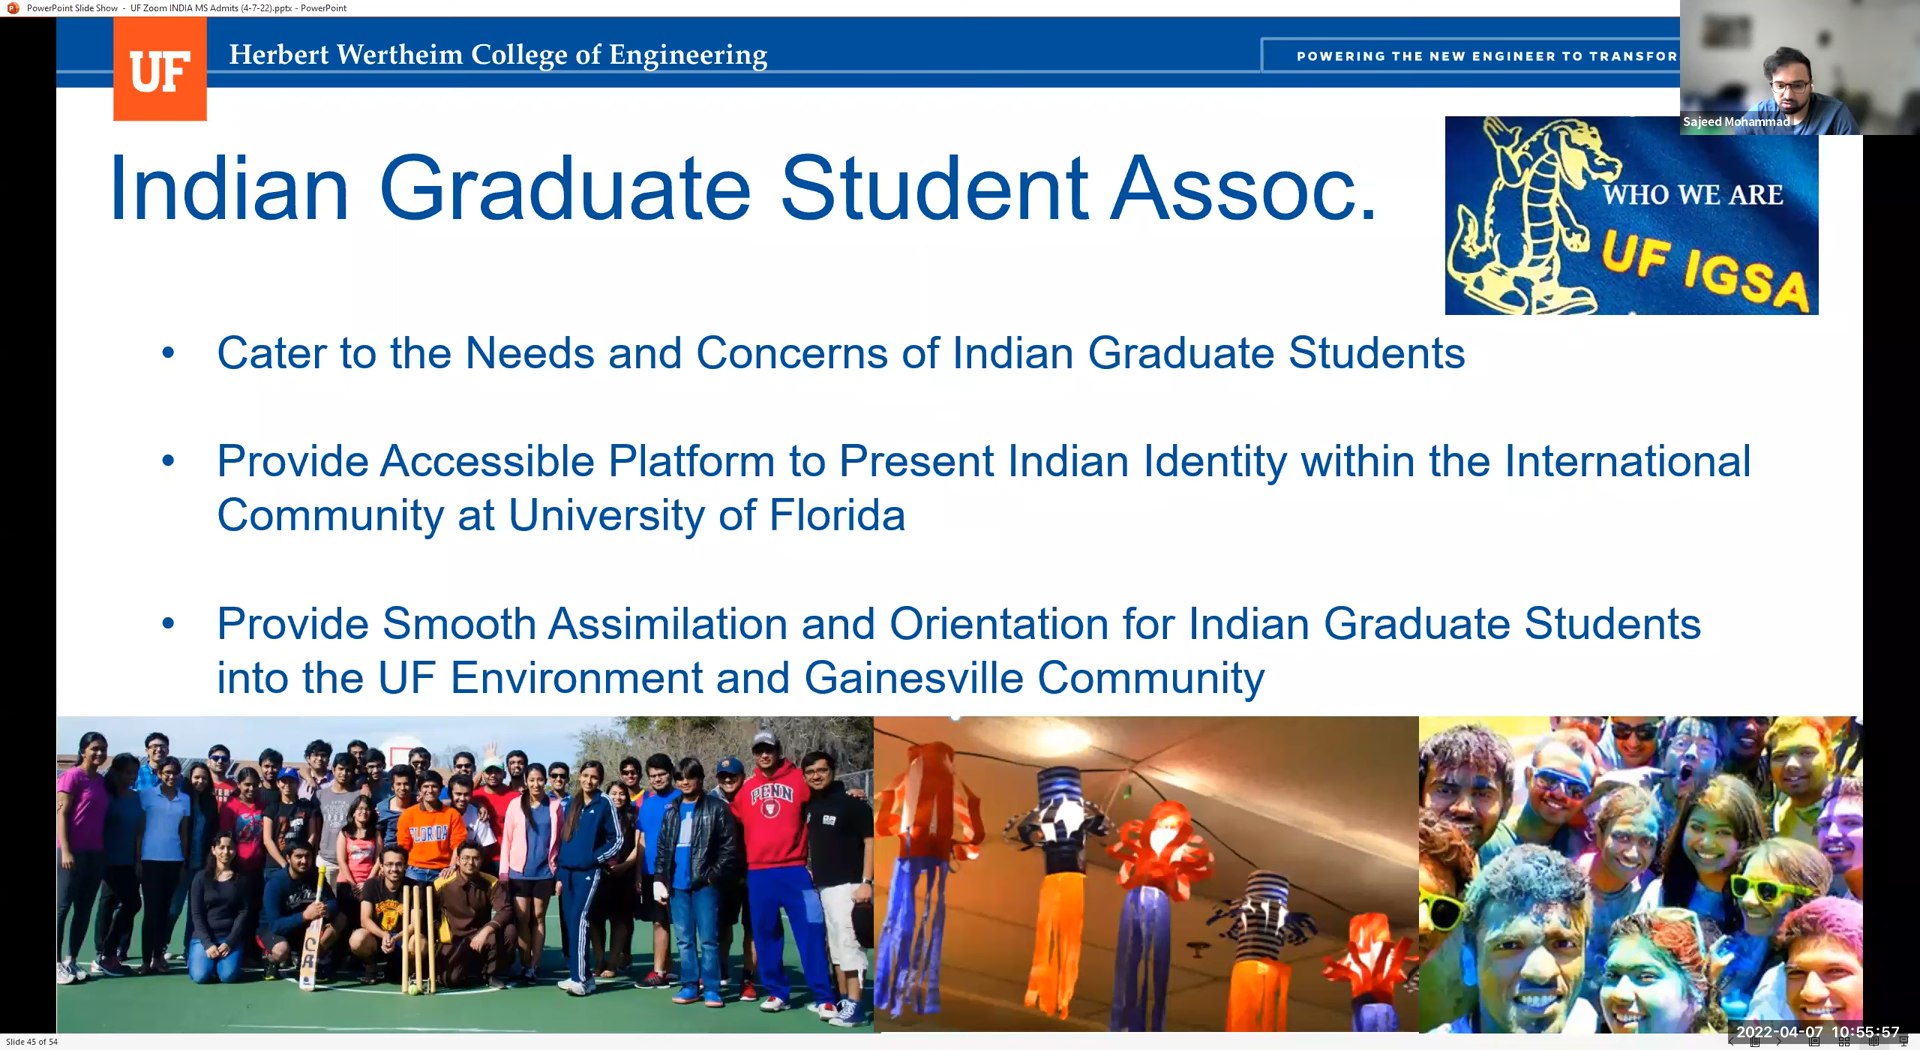 PowerPoint Slide Show - UF Zoom INDIA MS Admits (4-7-22).pptx - PowerPoint
UF
Herbert Wertheim College of Engineering
POWERING THE NEW ENGINEER TO TRANSFOR
Sajeed Mohammad
Indian Graduate Student Assoc.
WHO WE ARE
UF IGSA
• Cater to the Needs and Concerns of Indian Graduate Students
• Provide Accessible Platform to Present Indian Identity within the International
Community at University of Florida
• Provide Smooth Assimilation and Orientation for Indian Graduate Students
into the UF Environment and Gainesville Community
FLORIDA
PENN
Slide 45 of 54
2022-04-07 10:55:57